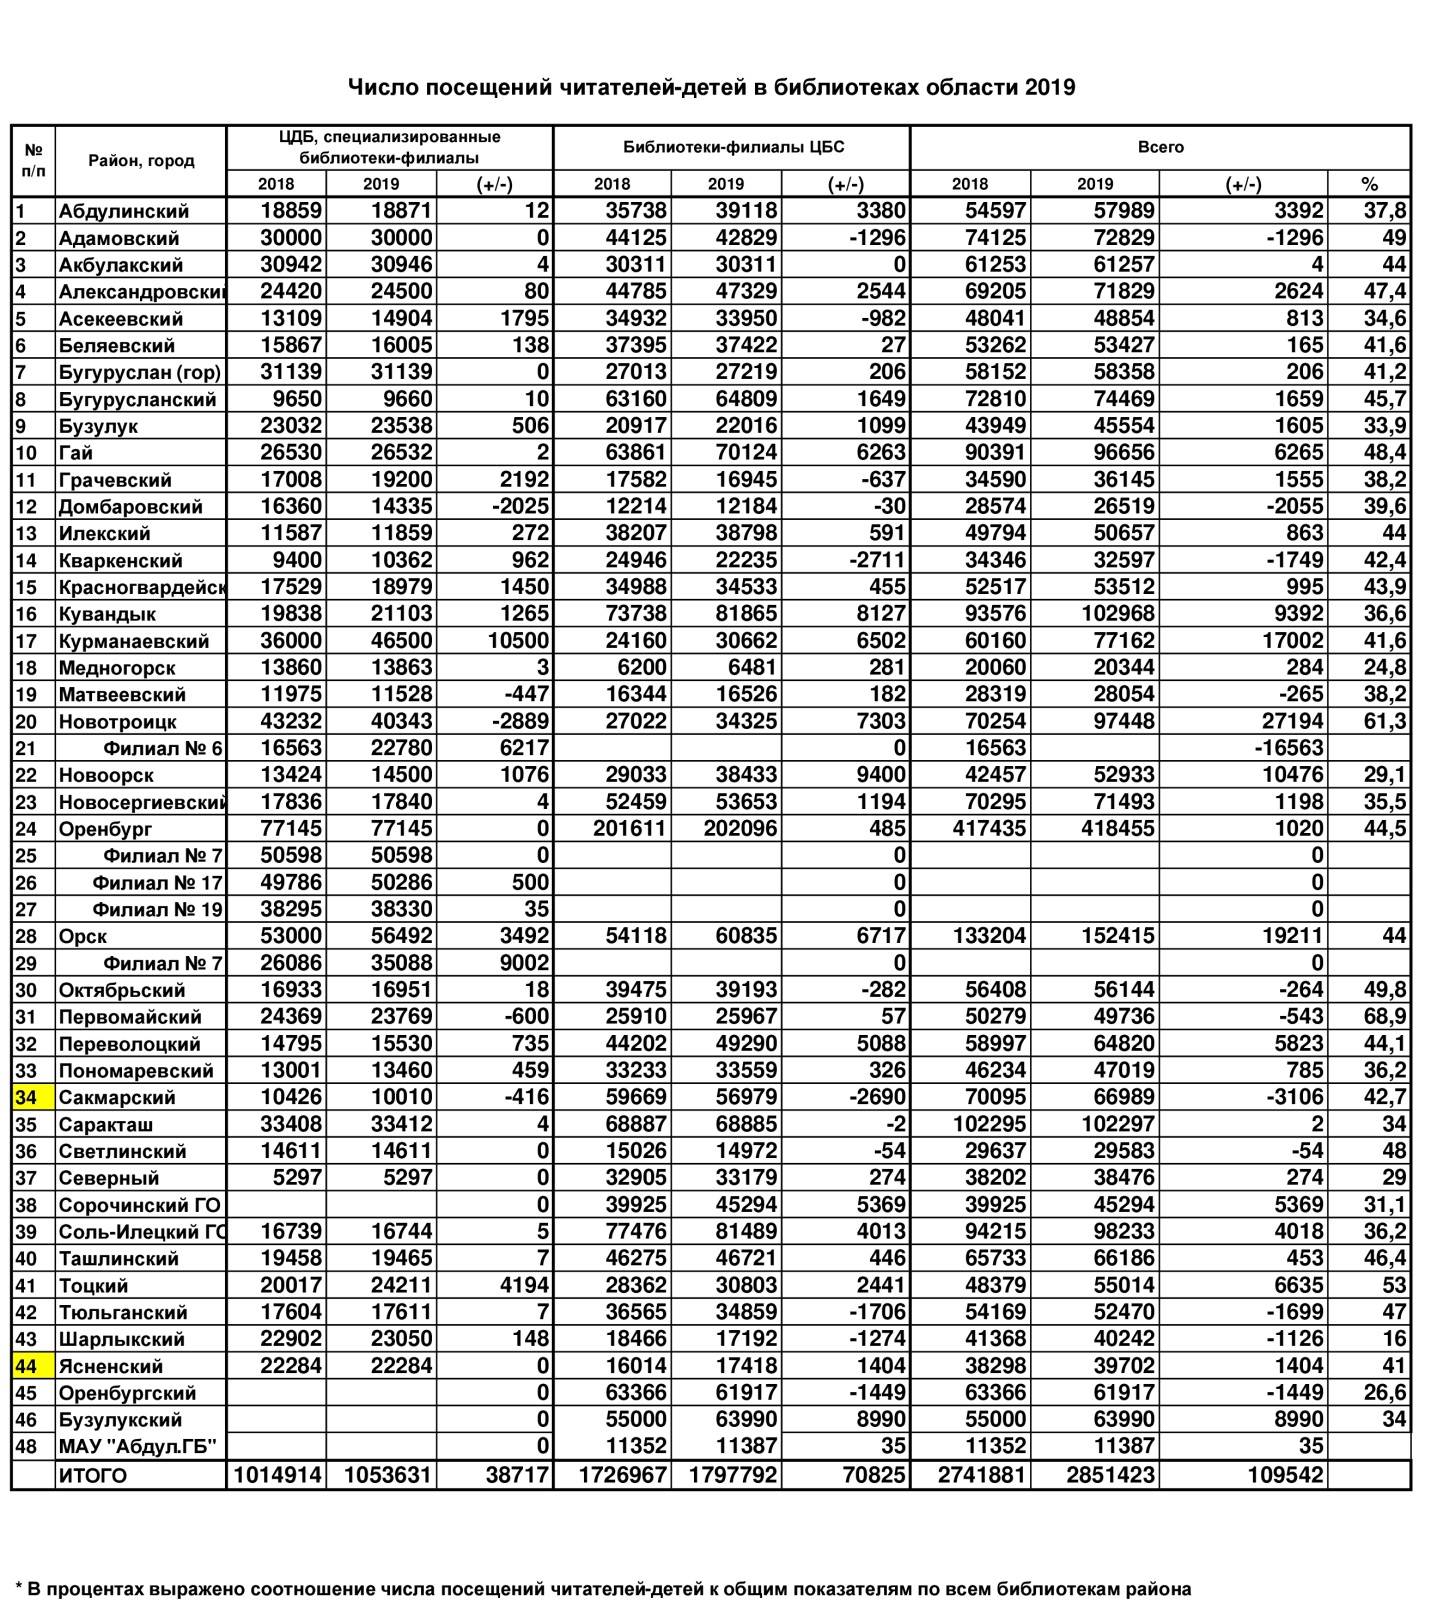 Число посещений читателей-детей в библиотеках области 2019
№ п/п Район, город ЦДБ, специализированные библиотеки-филиалы Библиотеки-филиалы ЦБС Всего
2018 2019 (+/-) 2018 2019 (+/-) 2018 2019 (+/-) %
1 Абдулинский 18859 18871 12 35738 39118 3380 54597 57989 3392 37,8
2 Адамовский 30000 30000 0 44125 42829 -1296 74125 72829 -1296 49
3 Акбулакский 30942 30946 4 30311 30311 0 61253 61257 4 44
4 Александровски 24420 24500 80 44785 47329 2544 69205 71829 2624 47,4
5 Асекеевский 13109 14904 1795 34932 33950 -982 48041 48854 813 34,6
6 Беляевский 15867 16005 138 37395 37422 27 53262 53427 165 41,6
7 Бугуруслан (гор) 31139 31139 0 27013 27219 206 58152 58358 206 41,2
8 Бугурусланский 9650 9660 10 63160 64809 1649 72810 74469 1659 45,7
9 Бузулук 23032 23538 506 20917 22016 1099 43949 45554 1605 33,9
10 Гай 26530 26532 2 63861 70124 6263 90391 96656 6265 48,4
11 Грачевский 17008 19200 2192 17582 16945 -637 34590 36145 1555 38,2
12 Домбаровский 16360 14335 -2025 12214 12184 -30 28574 26519 -2055 39,6
13 Илекский 11587 11859 272 38207 38798 591 49794 50657 863 44
14 Кваркенский 9400 10362 962 24946 22235 -2711 34346 32597 -1749 42,4
15 Красногвардейск 17529 18979 1450 34988 34533 455 52517 53512 995 43,9
16 Кувандык 19838 21103 1265 73738 81865 8127 93576 102968 9392 36,6
17 Курманаевский 36000 46500 10500 24160 30662 6502 60160 77162 17002 41,6
18 Медногорск 13860 13863 3 6200 6481 281 20060 20344 284 24,8
19 Матвеевский 11975 11528 -447 16344 16526 182 28319 28054 -265 38,2
20 Новотроицк 43232 40343 -2889 27022 34325 7303 70254 97448 27194 61,3
21 Филиал № 6 16563 22780 6217 0 16563 -16563
22 Новоорск 13424 14500 1076 29033 38433 9400 42457 52933 10476 29,1
23 Новосергиевский 17836 17840 4 52459 53653 1194 70295 71493 1198 35,5
24 Оренбург 77145 77145 0 201611 202096 485 417435 418455 1020 44,5
25 Филиал № 7 50598 50598 0 0 0
26 Филиал № 17 49786 50286 500 0 0
27 Филиал № 19 38295 38330 35 0 0
28 Орск 53000 56492 3492 54118 60835 6717 133204 152415 19211 44
29 Филиал № 7 26086 35088 9002 0 0
30 Октябрьский 16933 16951 18 39475 39193 -282 56408 56144 -264 49,8
31 Первомайский 24369 23769 -600 25910 25967 57 50279 49736 -543 68,9
32 Переволоцкий 14795 15530 735 44202 49290 5088 58997 64820 5823 44,1
33 Пономаревский 13001 13460 459 33233 33559 326 46234 47019 785 36,2
34 Сакмарский 10426 10010 -416 59669 56979 -2690 70095 66989 -3106 42,7
35 Саракташ 33408 33412 4 68887 68885 -2 102295 102297 2 34
36 Светлинский 14611 14611 0 15026 14972 -54 29637 29583 -54 48
37 Северный 5297 5297 0 32905 33179 274 38202 38476 274 29
38 Сорочинский ГО 0 39925 45294 5369 39925 45294 5369 31,1
39 Соль-Илецкий ГО 16739 16744 5 77476 81489 4013 94215 98233 4018 36,2
40 Ташлинский 19458 19465 7 46275 46721 446 65733 66186 453 46,4
41 Тоцкий 20017 24211 4194 28362 30803 2441 48379 55014 6635 53
42 Тюльганский 17604 17611 7 36565 34859 -1706 54169 52470 -1699 47
43 Шарлыкский 22902 23050 148 18466 17192 -1274 41368 40242 -1126 16
44 Ясненский 22284 22284 0 16014 17418 1404 38298 39702 1404 41
45 Оренбургский 0 63366 61917 -1449 63366 61917 -1449 26,6
46 Бузулукский 0 55000 63990 8990 55000 63990 8990 34
48 МАУ "Абдул.ГБ" 0 11352 11387 35 11352 11387 35
ИТОГО 1014914 1053631 38717 1726967 1797792 70825 2741881 2851423 109542
* В процентах выражено соотношение числа посещений читателей-детей к общим показателям по всем библиотекам района